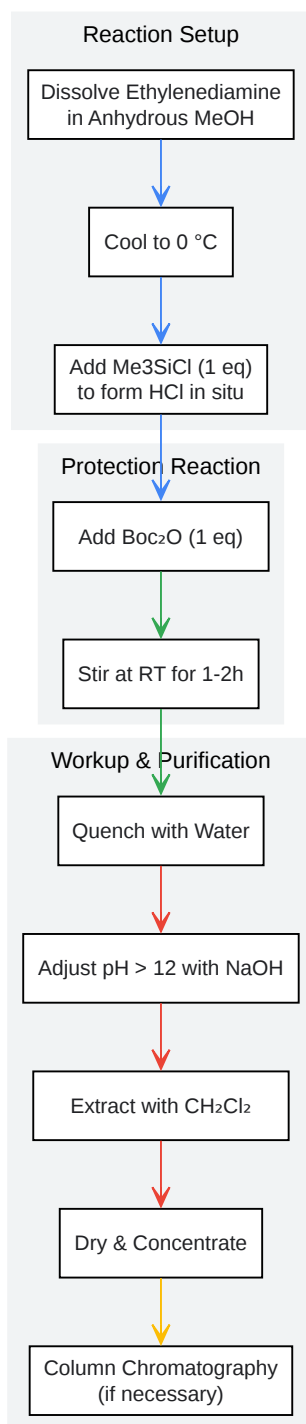 Reaction Setup
Dissolve Ethylenediamine
in Anhydrous MeOH
Cool to 0 °C
Add Me3SiCl (1 eq)
to form HCl in situ
Protection Reaction
Add Boc₂O (1 eq)
Stir at RT for 1-2h
Workup & Purification
Quench with Water
Adjust pH > 12 with NaOH
Extract with CH₂Cl₂
Dry & Concentrate
Column Chromatography
(if necessary)